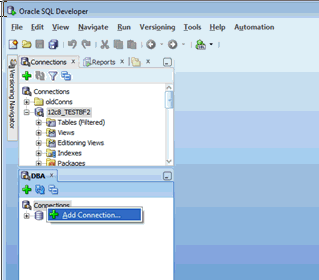 Oracle SQL Developer
File Edit View Navigate Run Versioning Tools Help Automation
Versioning Navigator
Connections Reports
Connections
oldConns
12c8_TESTBF2
Tables (Filtered)
Views
Editioning Views
Indexes
Packages
DBA
Connections
Add Connection...